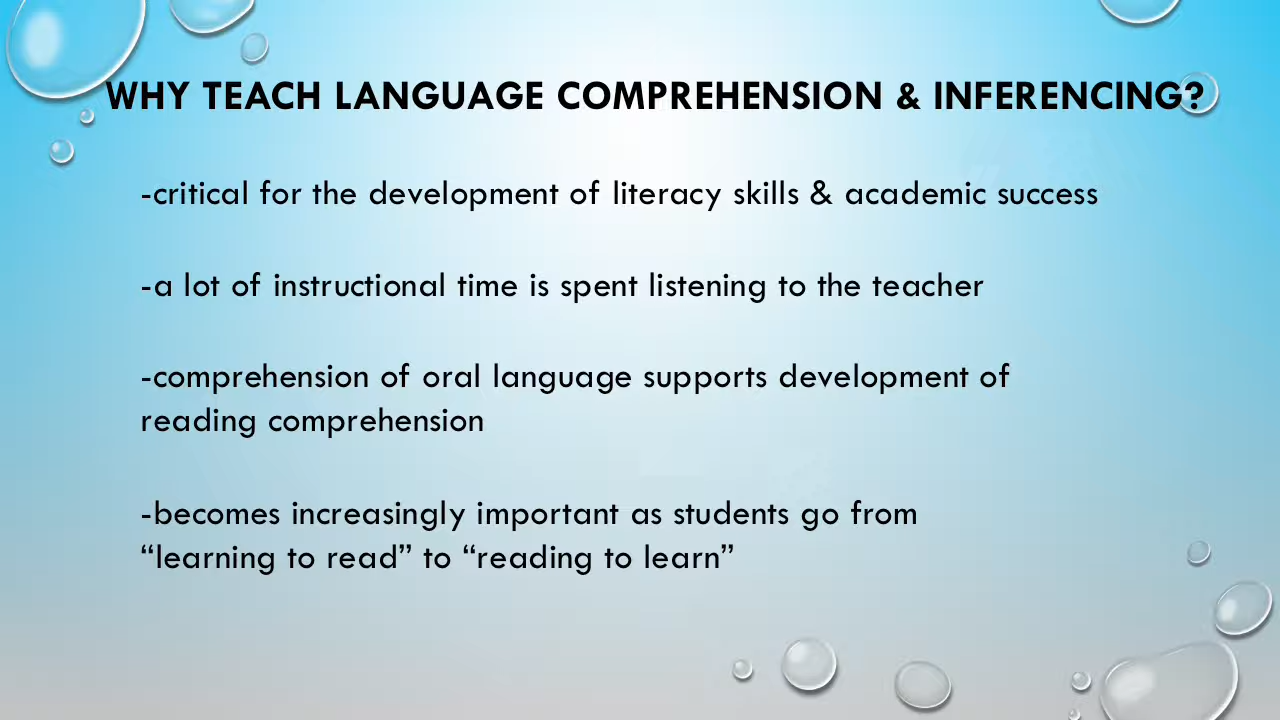 WHY TEACH LANGUAGE COMPREHENSION & INFERENCING?
-critical for the development of literacy skills & academic success
-a lot of instructional time is spent listening to the teacher
-comprehension of oral language supports development of
reading comprehension
-becomes increasingly important as students go from
“learning to read” to “reading to learn”